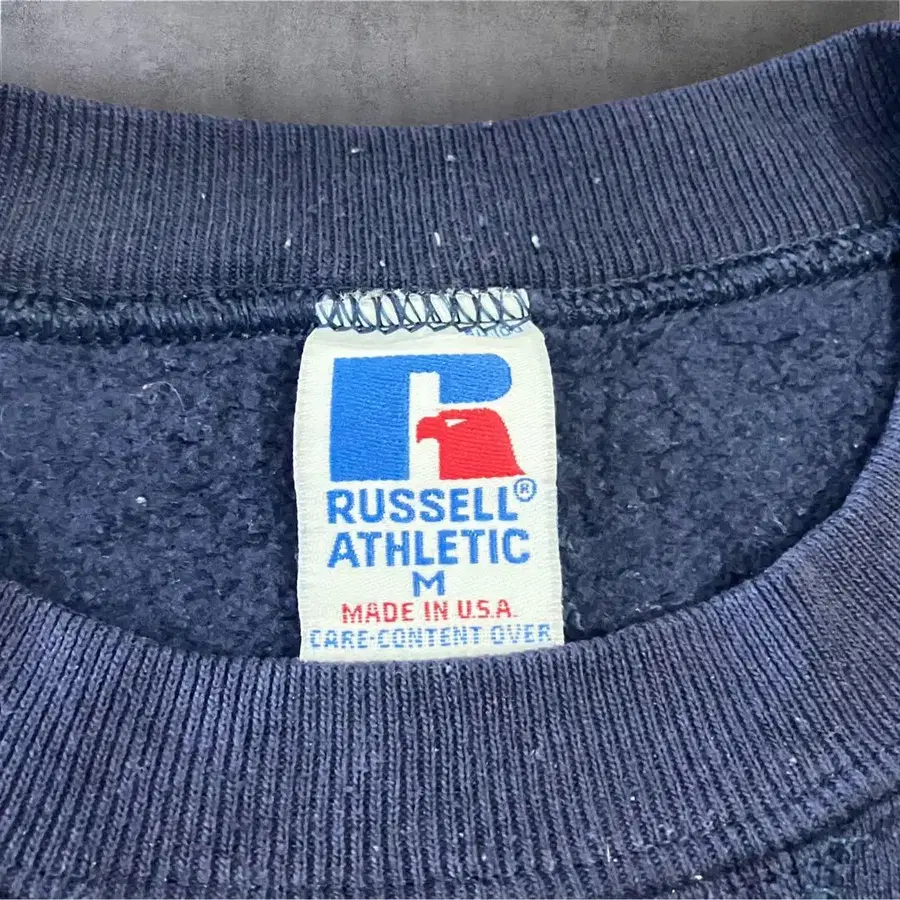 R
RUSSELL®
ATHLETIC
M
MADE IN U.S.A.
CARE-CONTENT OVER